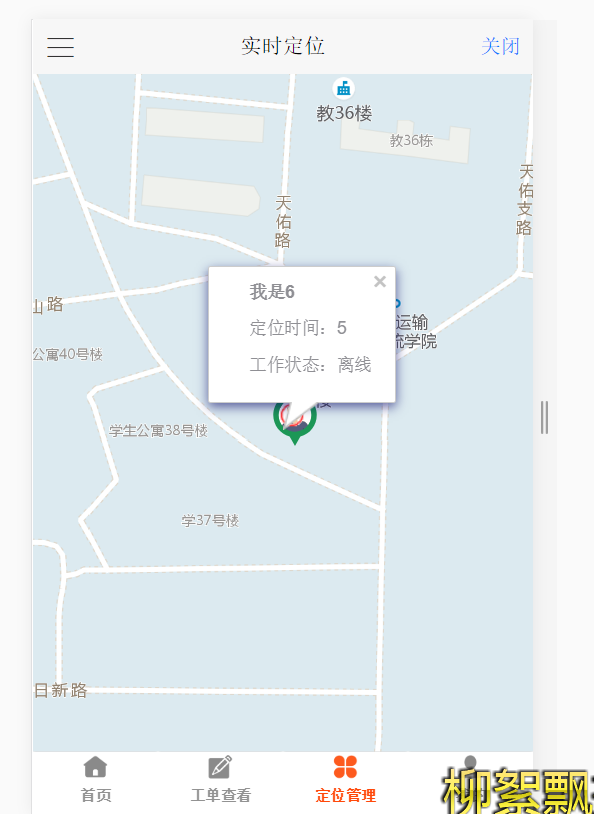 实时定位
关闭
教36楼
教36栋
天佑支路
天佑路
我是6
×
定位时间：5
工作状态：离线
山路
运输
流学院
公寓40号楼
楼
学生公寓38号楼
学37号楼
日新路
首页
工单查看
定位管理
柳絮飘